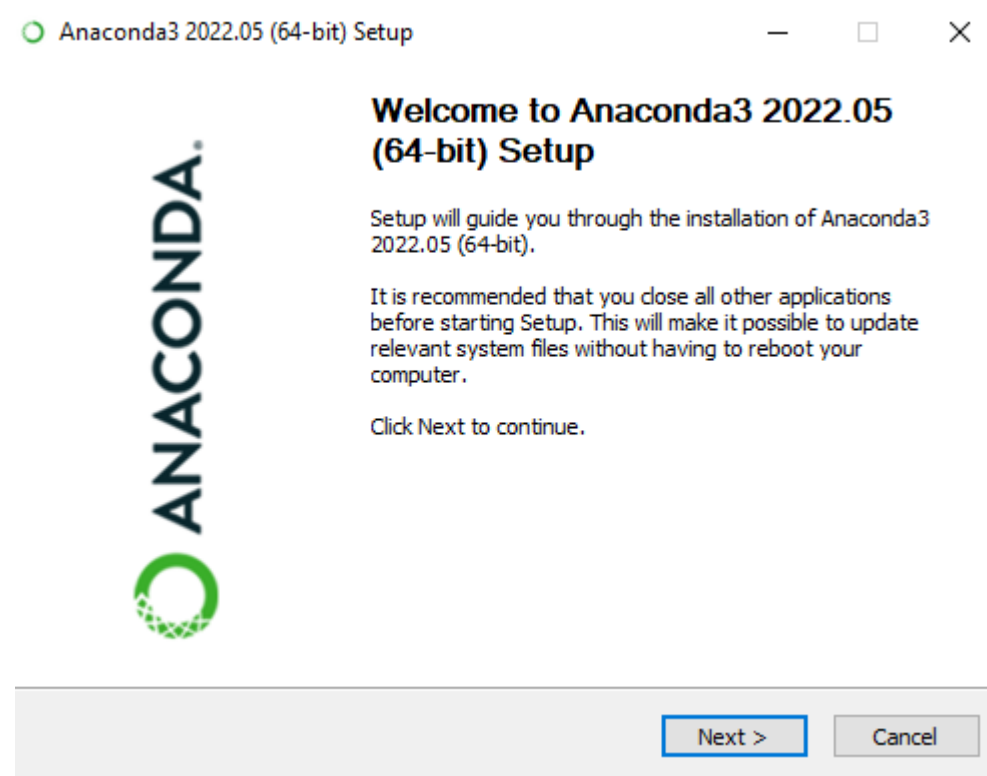 Anaconda3 2022.05 (64-bit) Setup
Welcome to Anaconda3 2022.05
(64-bit) Setup
ANACONDA.
Setup will guide you through the installation of Anaconda3
2022.05 (64-bit).
It is recommended that you close all other applications
before starting Setup. This will make it possible to update
relevant system files without having to reboot your
computer.
Click Next to continue.
Next >
Cancel